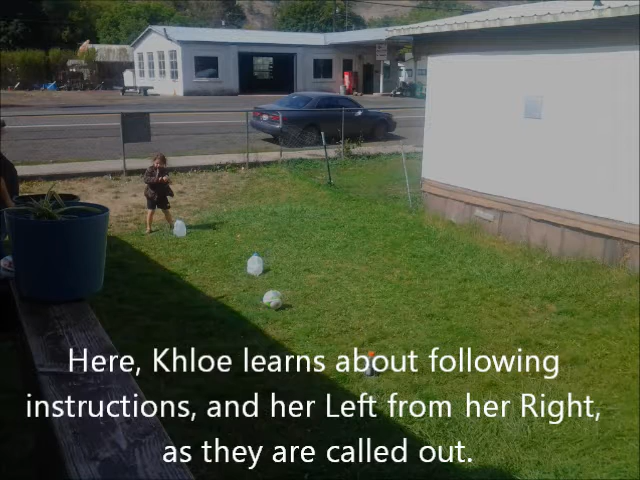 Here, Khloe learns about following
instructions, and her Left from her Right,
as they are called out.